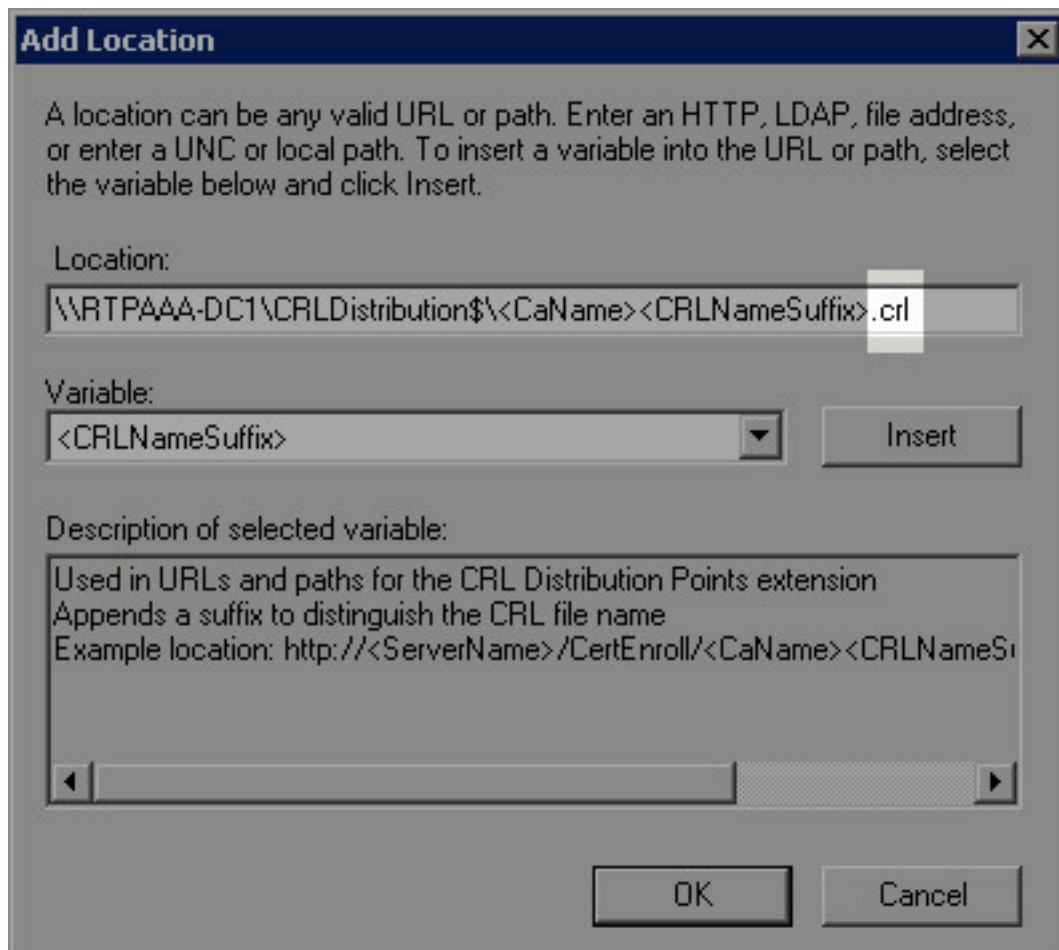 Add Location
A location can be any valid URL or path. Enter an HTTP, LDAP, file address,
or enter a UNC or local path. To insert a variable into the URL or path, select
the variable below and click Insert.
Location:
\\RTPAAA-DC1\CRLDistribution$\<CaName><CRLNameSuffix>.crl
Variable:
<CRLNameSuffix>
Insert
Description of selected variable:
Used in URLs and paths for the CRL Distribution Points extension
Appends a suffix to distinguish the CRL file name
Example location: http://<ServerName>/CertEnroll/<CaName><CRLNameSu
OK
Cancel